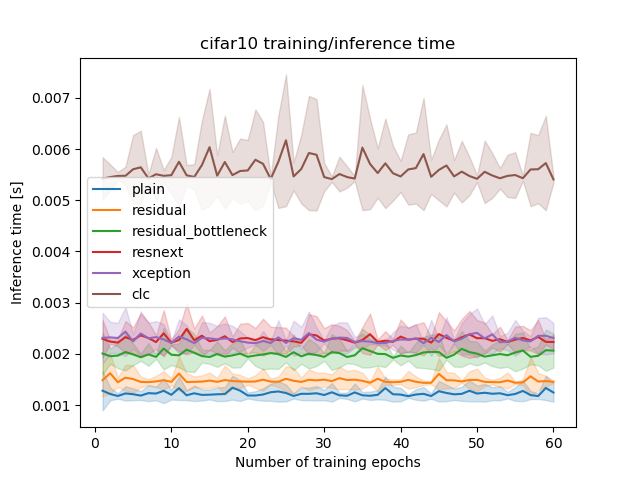 cifar10 training/inference time
Inference time [s]
0.007
0.006
0.005
0.004
0.003
0.002
0.001
plain
residual
residual_bottleneck
resnext
xception
clc
0 10 20 30 40 50 60
Number of training epochs